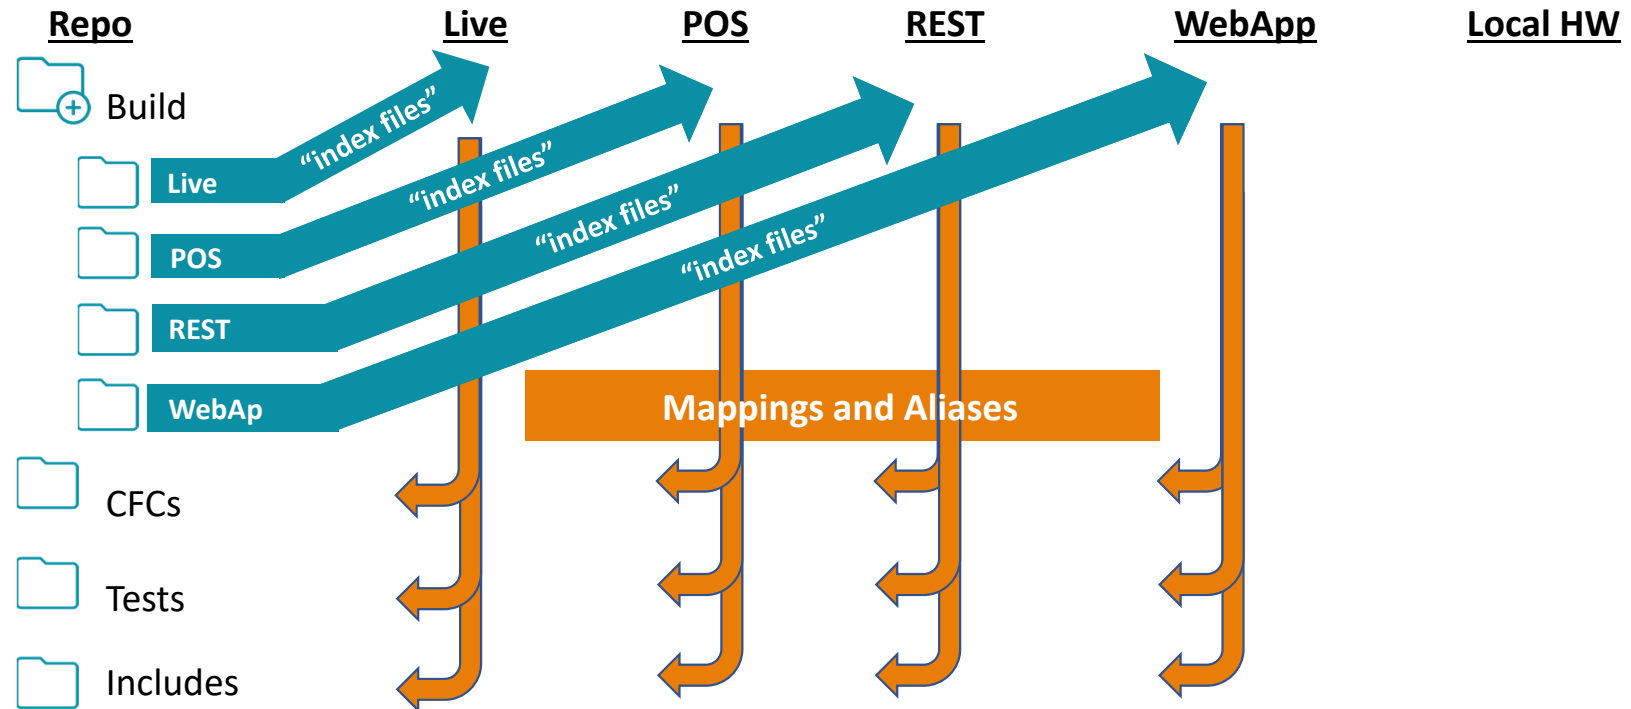 Repo Live POS REST WebApp Local HW
Build
"index files"
"index files"
"index files"
"index files"
Live
POS
REST
WebAp
Mappings and Aliases
CFCs
Tests
Includes